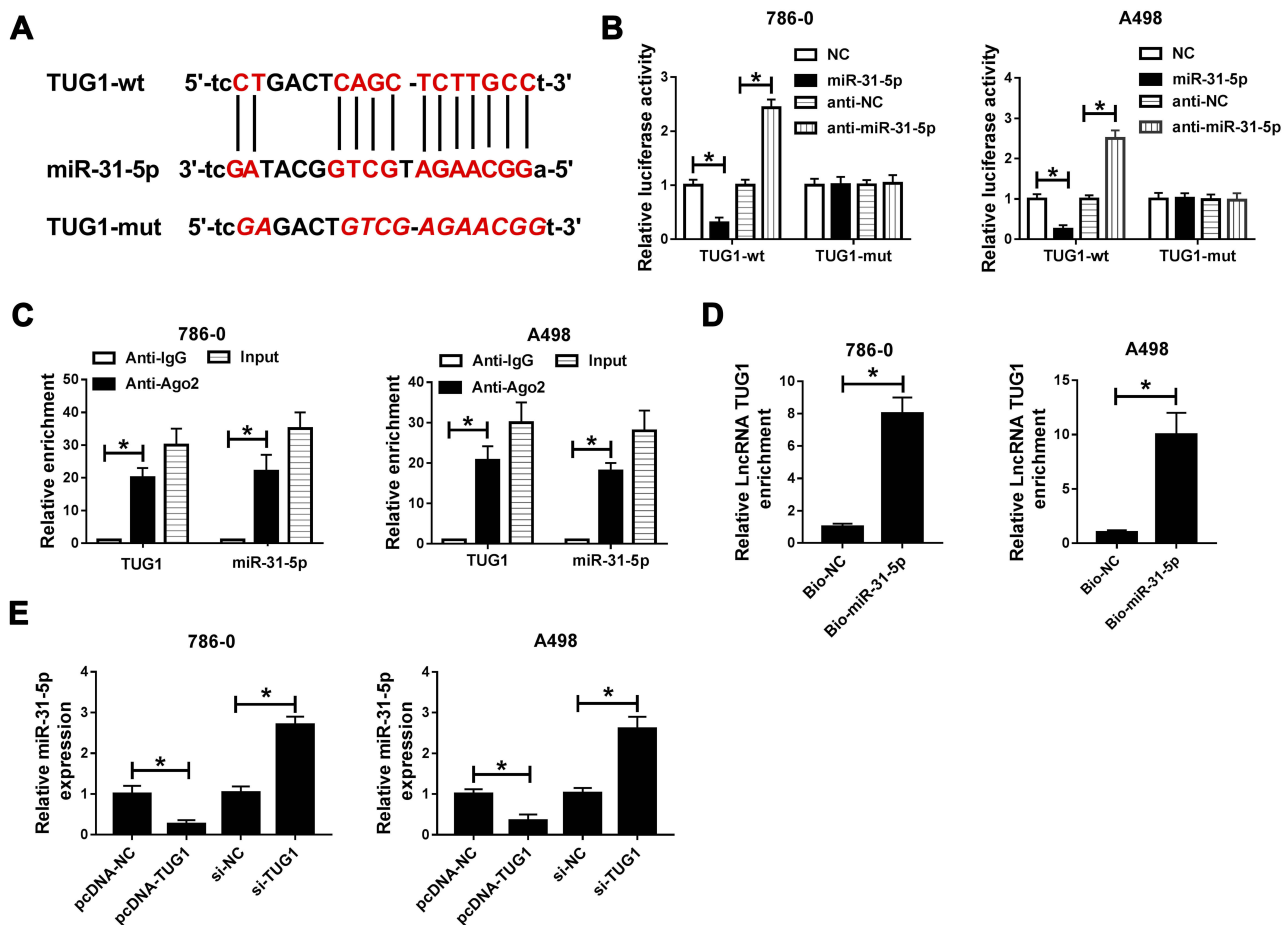 A
TUG1-wt 5'-tcCTGACTCAGC -TCTTGCCt-3'
miR-31-5p 3'-tcGATACGGTCGTAGAACGGa-5'
TUG1-mut 5'-tcGAGACTGTCG-AGAACGGt-3'
B
786-0
NC
miR-31-5p
anti-NC
anti-miR-31-5p
Relative luciferase activity
3
2
1
0
*
*
TUG1-wt
TUG1-mut
A498
NC
miR-31-5p
anti-NC
anti-miR-31-5p
Relative luciferase activity
4
3
2
1
0
*
*
TUG1-wt
TUG1-mut
C
786-0
Anti-IgG
Input
Anti-Ago2
Relative enrichment
50
40
30
20
10
0
*
*
TUG1
miR-31-5p
A498
Anti-IgG
Input
Anti-Ago2
Relative enrichment
40
30
20
10
0
*
*
TUG1
miR-31-5p
D
786-0
Relative LncRNA TUG1
enrichment
10
8
6
4
2
0
*
Bio-NC
Bio-miR-31-5p
A498
Relative LncRNA TUG1
enrichment
15
10
5
0
*
Bio-NC
Bio-miR-31-5p
E
786-0
Relative miR-31-5p
expression
4
3
2
1
0
*
*
pcDNA-NC
pcDNA-TUG1
si-NC
si-TUG1
A498
Relative miR-31-5p
expression
4
3
2
1
0
*
*
pcDNA-NC
pcDNA-TUG1
si-NC
si-TUG1